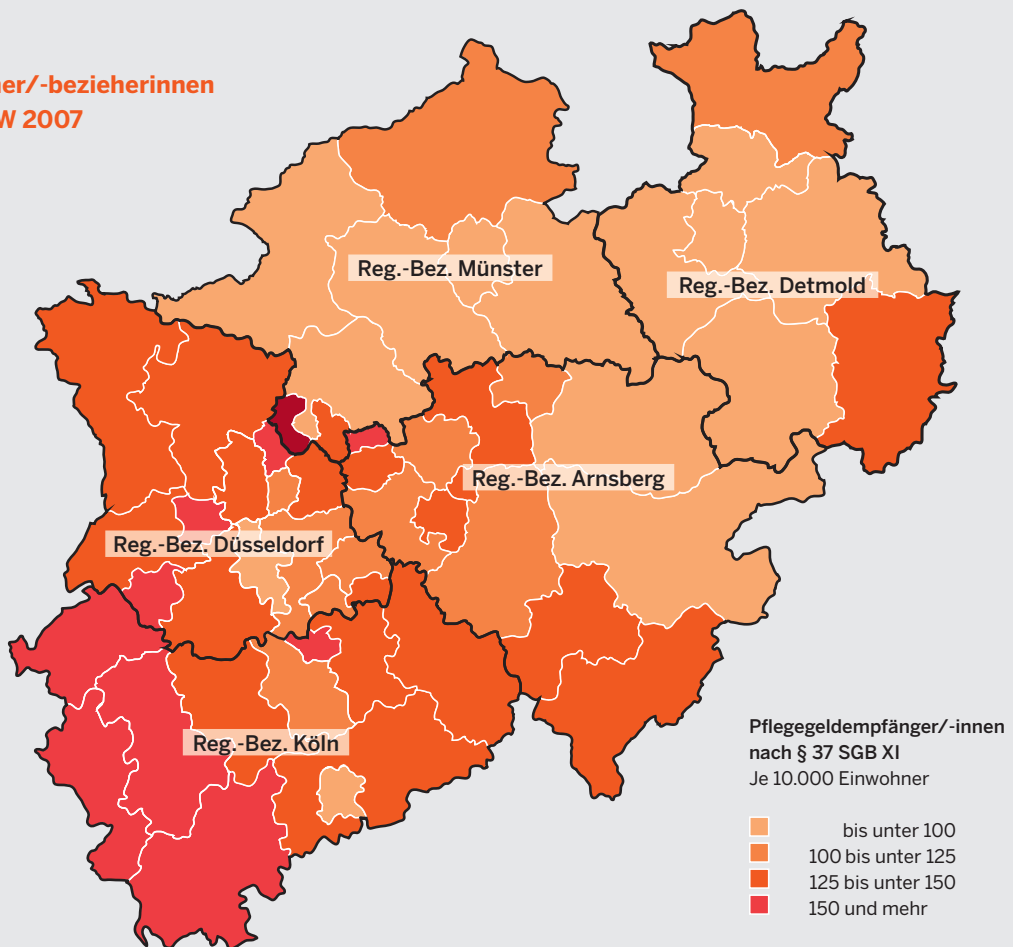 er/-bezieherinnen
W 2007
Reg.-Bez. Münster
Reg.-Bez. Detmold
Reg.-Bez. Arnsberg
Reg.-Bez. Düsseldorf
Reg.-Bez. Köln
Pflegegeldempfänger/-innen
nach § 37 SGB XI
Je 10.000 Einwohner
bis unter 100
100 bis unter 125
125 bis unter 150
150 und mehr